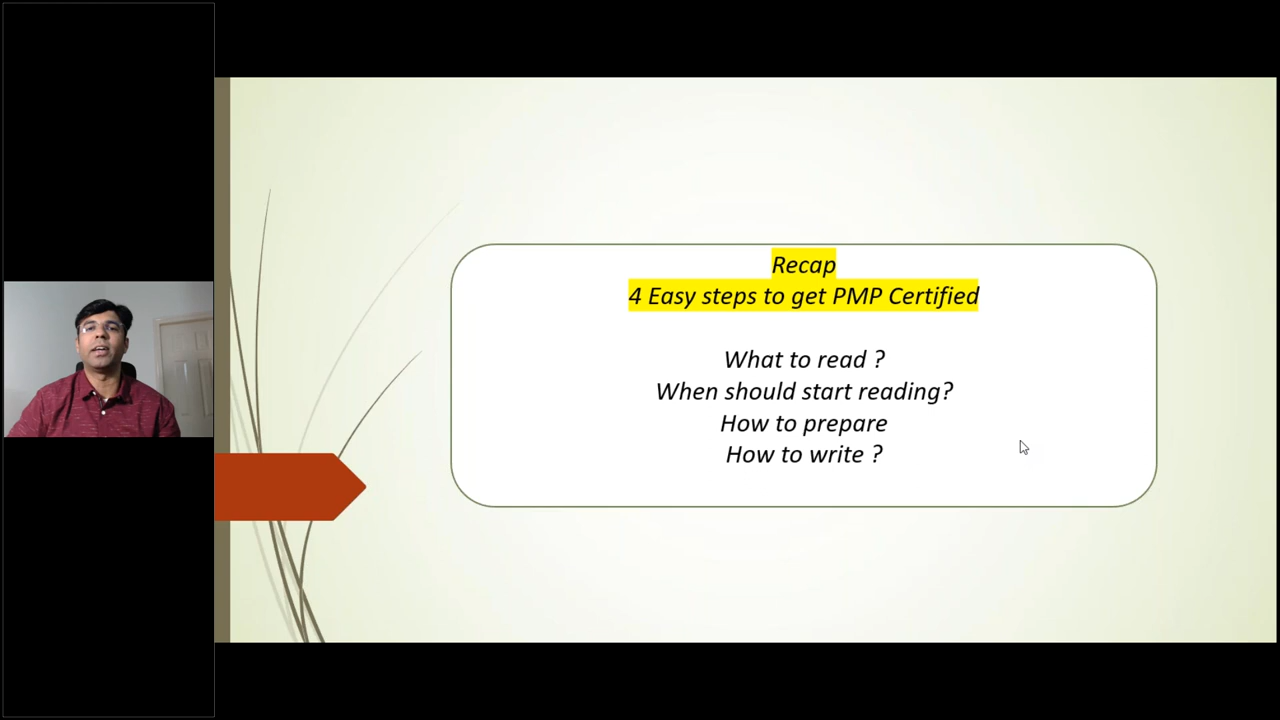 Recap
4 Easy steps to get PMP Certified
What to read ?
When should start reading?
How to prepare
How to write ?